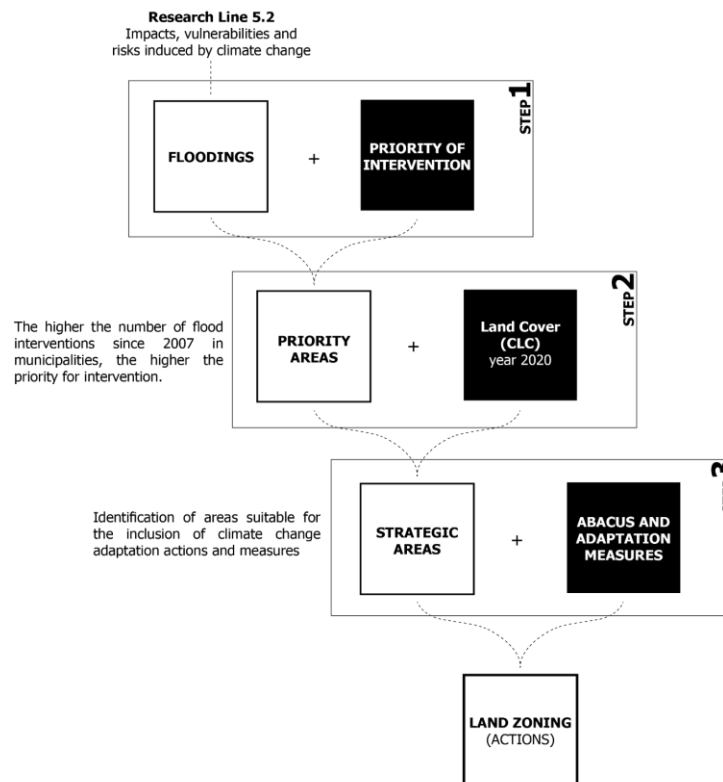 Research Line 5.2
Impacts, vulnerabilities and
risks induced by climate change
STEP 1
FLOODINGS
+
PRIORITY OF
INTERVENTION
STEP 2
The higher the number of flood
interventions since 2007 in
municipalities, the higher the
priority for intervention.
PRIORITY
AREAS
+
Land Cover
(CLC)
year 2020
Identification of areas suitable for
the inclusion of climate change
adaptation actions and measures
STRATEGIC
AREAS
+
ABACUS AND
ADAPTATION
MEASURES
LAND ZONING
(ACTIONS)